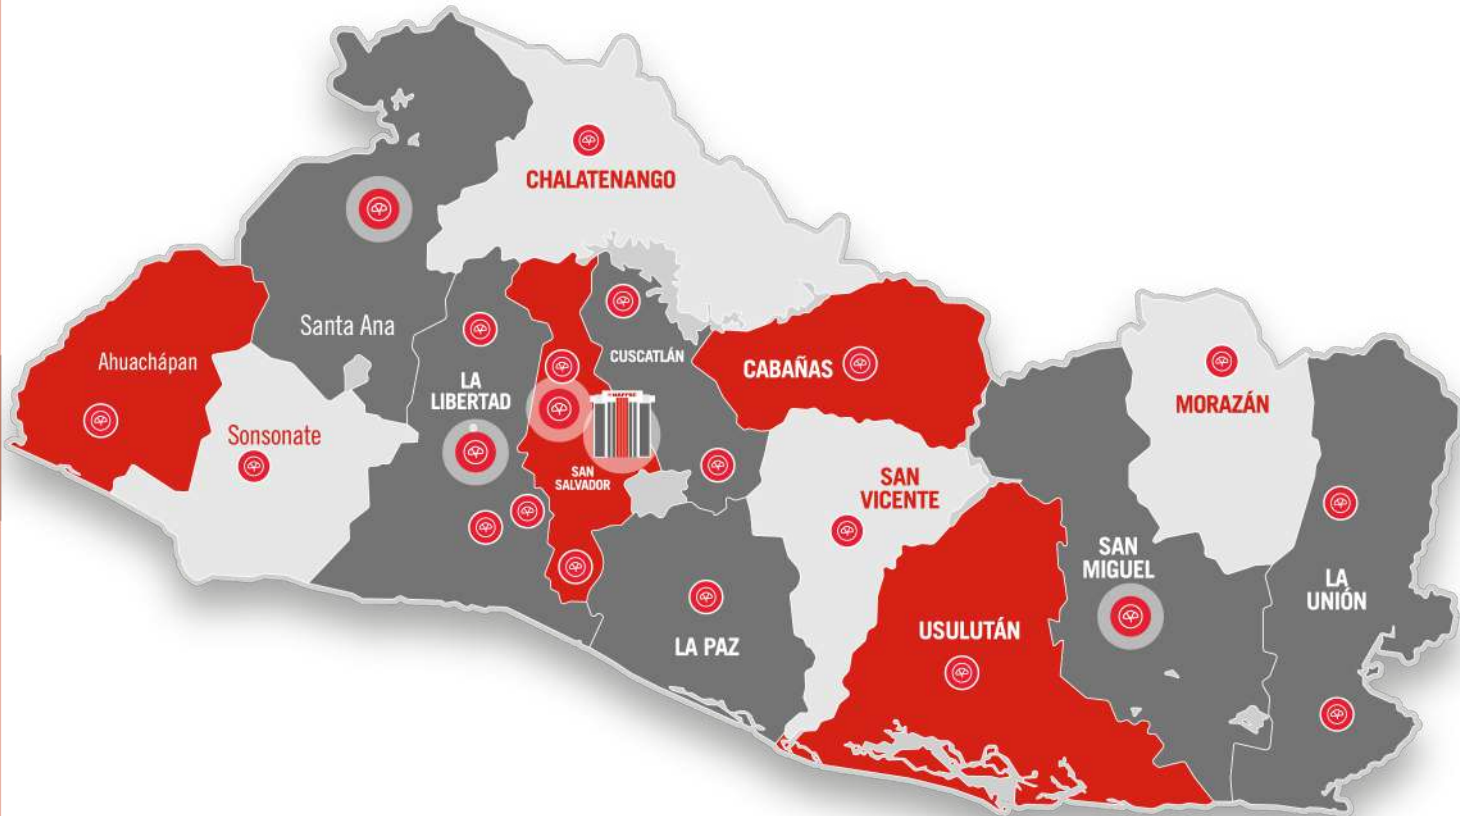 CHALATENANGO
Santa Ana
Ahuachápan
Sonsonate
LA
LIBERTAD
CUSCATLÁN
MAPFRE
SAN
SALVADOR
CABAÑAS
SAN
VICENTE
LA PAZ
USULUTÁN
SAN
MIGUEL
MORAZÁN
LA
UNIÓN